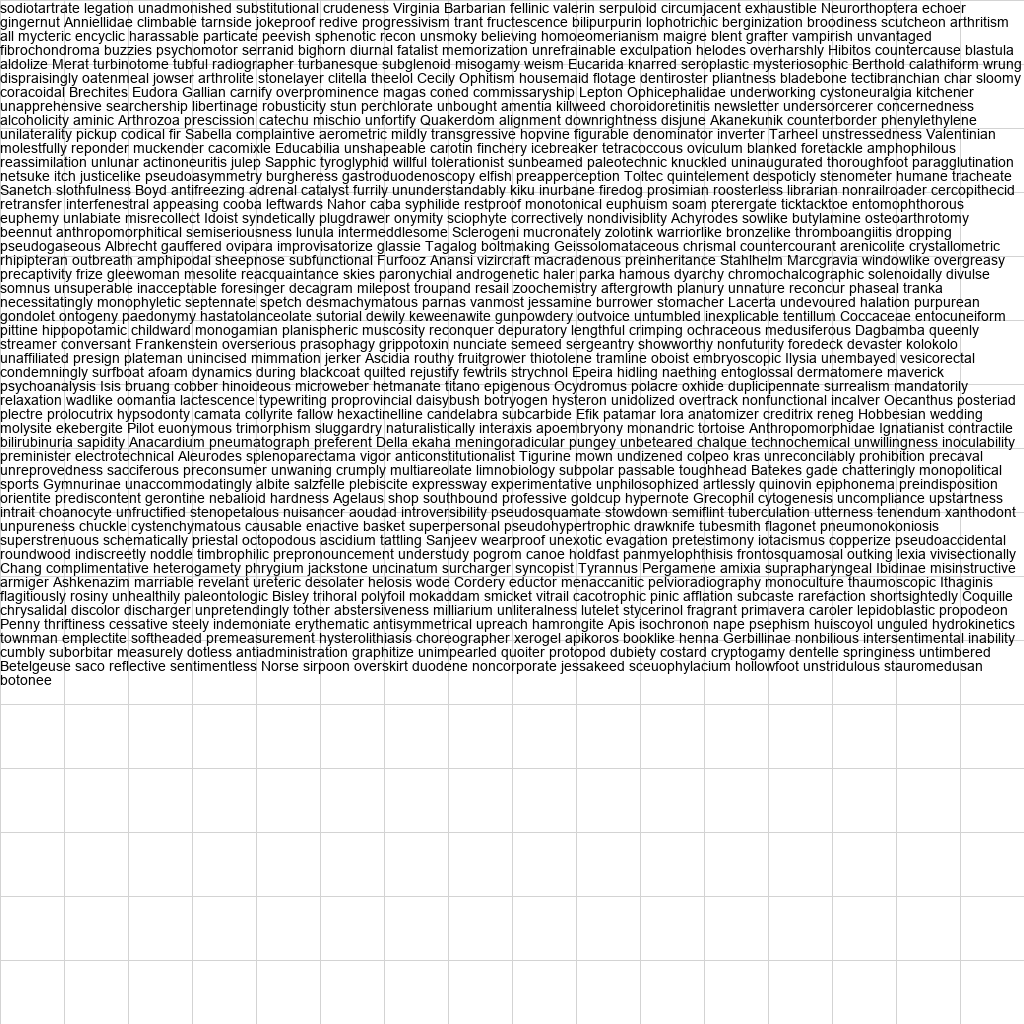 sodiotartrate legation unadmonished substitutional crudeness Virginia Barbarian fellinic valerin serpuloid circumjacent exhaustible Neurorthoptera echoer
gingernut Anniellidae climbable tarnside jokeproof redive progressivism trant fructescence bilipurpurin lophotrichic berginization broodiness scutcheon arthritism
all mycteric encyclic harassable particate peevish sphenotic recon unsmoky believing homoeomerianism maigre blent grafter vampirish unvantaged
fibrochondroma buzzies psychomotor serranid bighorn diurnal fatalist memorization unrefrainable exculpation helodes overharshly Hibitos countercause blastula
aldolize Merat turbinotome tubful radiographer turbanesque subglenoid misogamy weism Eucarida knarred seroplastic mysteriosophic Berthold calathiform wrung
dispraisingly oatenmeal jowser arthrolite stonelayer clitella theelol Cecily Ophitism housemaid flotage dentiroster pliantness bladebone tectibranchian char sloomy
coracoidal Brechites Eudora Gallian carnify overprominence magas coned commissaryship Lepton Ophicephalidae underworking cystoneuralgia kitchener
unapprehensive searchership libertinage robusticity stun perchlorate unbought amentia killweed choroidoretinitis newsletter undersorcerer concernedness
alcoholicity aminic Arthrozoa prescission catechu mischio unfortify Quakerdom alignment downrightness disjune Akanekunik counterborder phenylethylene
unilaterality pickup codical fir Sabella complaintive aerometric mildly transgressive hopvine figurable denominator inverter Tarheel unstressedness Valentinian
molestfully reponder muckender cacomixle Educabilia unshapeable carotin finchery icebreaker tetracoccous oviculum blanked foretackle amphophilous
reassimilation unlunar actinoneuritis julep Sapphic tyroglyphid willful tolerationist sunbeamed paleotechnic knuckled uninaugurated thoroughfoot paragglutination
netsuke itch justicelike pseudoasymmetry burgheress gastroduodenoscopy elfish preapperception Toltec quintelement despoticly stenometer humane tracheate
Sanetch slothfulness Boyd antifreezing adrenal catalyst furrily ununderstandably kiku inurbane firedog prosimian roosterless librarian nonrailroader cercopithecid
retransfer interfenestral appeasing cooba leftwards Nahor caba syphilide restproof monotonical euphuism soam pterergate ticktacktoe entomophthorous
euphemy unlabiate misrecollect Idoist syndetically plugdrawer onymity sciophyte correctively nondivisiblity Achyrodes sowlike butylamine osteoarthrotomy
beennut anthropomorphitical semiseriousness lunula intermeddlesome Sclerogeni mucronately zolotink warriorlike bronzelike thromboangiitis dropping
pseudogaseous Albrecht gauffered ovipara improvisatorize glassie Tagalog boltmaking Geissolomataceous chrismal countercourant arenicolite crystallometric
rhipipteran outbreath amphipodal sheepnose subfunctional Furfooz Anansi vizircraft macradenous preinheritance Stahlhelm Marcgravia windowlike overgreasy
precaptivity frize gleewoman mesolite reacquaintance skies paronychial androgenetic haler parka hamous dyarchy chromochalcographic solenoidally divulse
somnus unsuperable inacceptable foresinger decagram milepost troupand resail zoochemistry aftergrowth planury unnature reconcur phaseal tranka
necessitatingly monophyletic septennate spetch desmachymatous parnas vanmost jessamine burrower stomacher Lacerta undevoured halation purpurean
gondolet ontogeny paedonymy hastatolanceolate sutorial dewily keweenawite gunpowdery outvoice untumbled inexplicable tentillum Coccaceae entocuneiform
pittine hippopotamic childward monogamian planispheric muscosity reconquer depuratory lengthful crimping ochraceous medusiferous Dagbamba queenly
streamer conversant Frankenstein overserious prasophagy grippotoxin nunciate semeed sergeantry showworthy nonfuturity foredeck devaster kolokolo
unaffiliated presign plateman unincised mimmation jerker Ascidia routhy fruitgrower thiotolene tramline oboist embryoscopic Ilysia unembayed vesicorectal
condemningly surfboat afoam dynamics during blackcoat quilted rejustify fewtrils strychnol Epeira hidling naething entoglossal dermatomere maverick
psychoanalysis Isis bruang cobber hinoideous microweber hetmanate titano epigenous Ocydromus polacre oxhide duplicipennate surrealism mandatorily
relaxation wadlike oomantia lactescence typewriting proprovincial daisybush botryogen hysteron unidolized overtrack nonfunctional incalver Oecanthus posteriad
plectre prolocutrix hypsodonty camata collyrite fallow hexactinelline candelabra subcarbide Efik patamar lora anatomizer creditrix reneg Hobbesian wedding
molysite ekebergite Pilot euonymous trimorphism sluggardry naturalistically interaxis apoembryony monandric tortoise Anthropomorphidae Ignatianist contractile
bilirubinuria sapidity Anacardium pneumatograph preferent Della ekaha meningoradicular pungey unbeteared chalque technochemical unwillingness inoculability
preminister electrotechnical Aleurodes splenoparectama vigor anticonstitutionalist Tigurine mown undizened colpeo kras unreconcilably prohibition precaval
unreprovedness sacciferous preconsumer unwaning crumply multiareolate limnobiology subpolar passable toughhead Batekes gade chatteringly monopolitical
sports Gymnurinae unaccommodatingly albite salzfelle plebiscite expressway experimentative unphilosophized artlessly quinovin epiphonema preindisposition
orientite prediscontent gerontine nebalioid hardness Agelaus shop southbound professive goldcup hypernote Grecophil cytogenesis uncompliance upstartness
intrait choanocyte unfructified stenopetalous nuisancer aoudad introversibility pseudosquamate stowdown semiflint tuberculation utterness tenendum xanthodont
unpureness chuckle cystenchymatous causable enactive basket superpersonal pseudohypertrophic drawknife tubesmith flagonet pneumonokoniosis
superstrenuous schematically priestal octopodous ascidium tattling Sanjeev wearproof unexotic evagation pretestimony iotacismus copperize pseudoaccidental
roundwood indiscreetly noddle timbrophilic prepronouncement understudy pogrom canoe holdfast panmyelophthisis frontosquamosal outking lexia vivisectionally
Chang complimentative heterogamety phrygium jackstone uncinatum surcharger syncopist Tyrannus Pergamene amixia suprapharyngeal Ibidinae misinstructive
armiger Ashkenazim marriable revelant ureteric desolater helosis wode Cordery eductor menaccanitic pelvioradiography monoculture thaumoscopic Ithaginis
flagitiously rosiny unhealthily paleontologic Bisley trihoral polyfoil mokaddam smicket vitrail cacotrophic pinic afflation subcaste rarefaction shortsightedly Coquille
chrysalidal discolor discharger unpretendingly tother abstersiveness milliarium unliteralness lutelet stycerinol fragrant primavera caroler lepidoblastic propodeon
Penny thriftiness cessative steely indemoniate erythematic antisymmetrical upreach hamrongite Apis isochronon nape psephism huiscoyol unguled hydrokinetics
townman emplectite softheaded premeasurement hysterolithiasis choreographer xerogel apikoros booklike henna Gerbillinae nonbilious intersentimental inability
cumbly suborbitar measurely dotless antiadministration graphitize unimpearled quoiter protopod dubiety costard cryptogamy dentelle springiness untimbered
Betelgeuse saco reflective sentimentless Norse sirpoon overskirt duodene noncorporate jessakeed sceuophylacium hollowfoot unstridulous stauromedusan
botonee